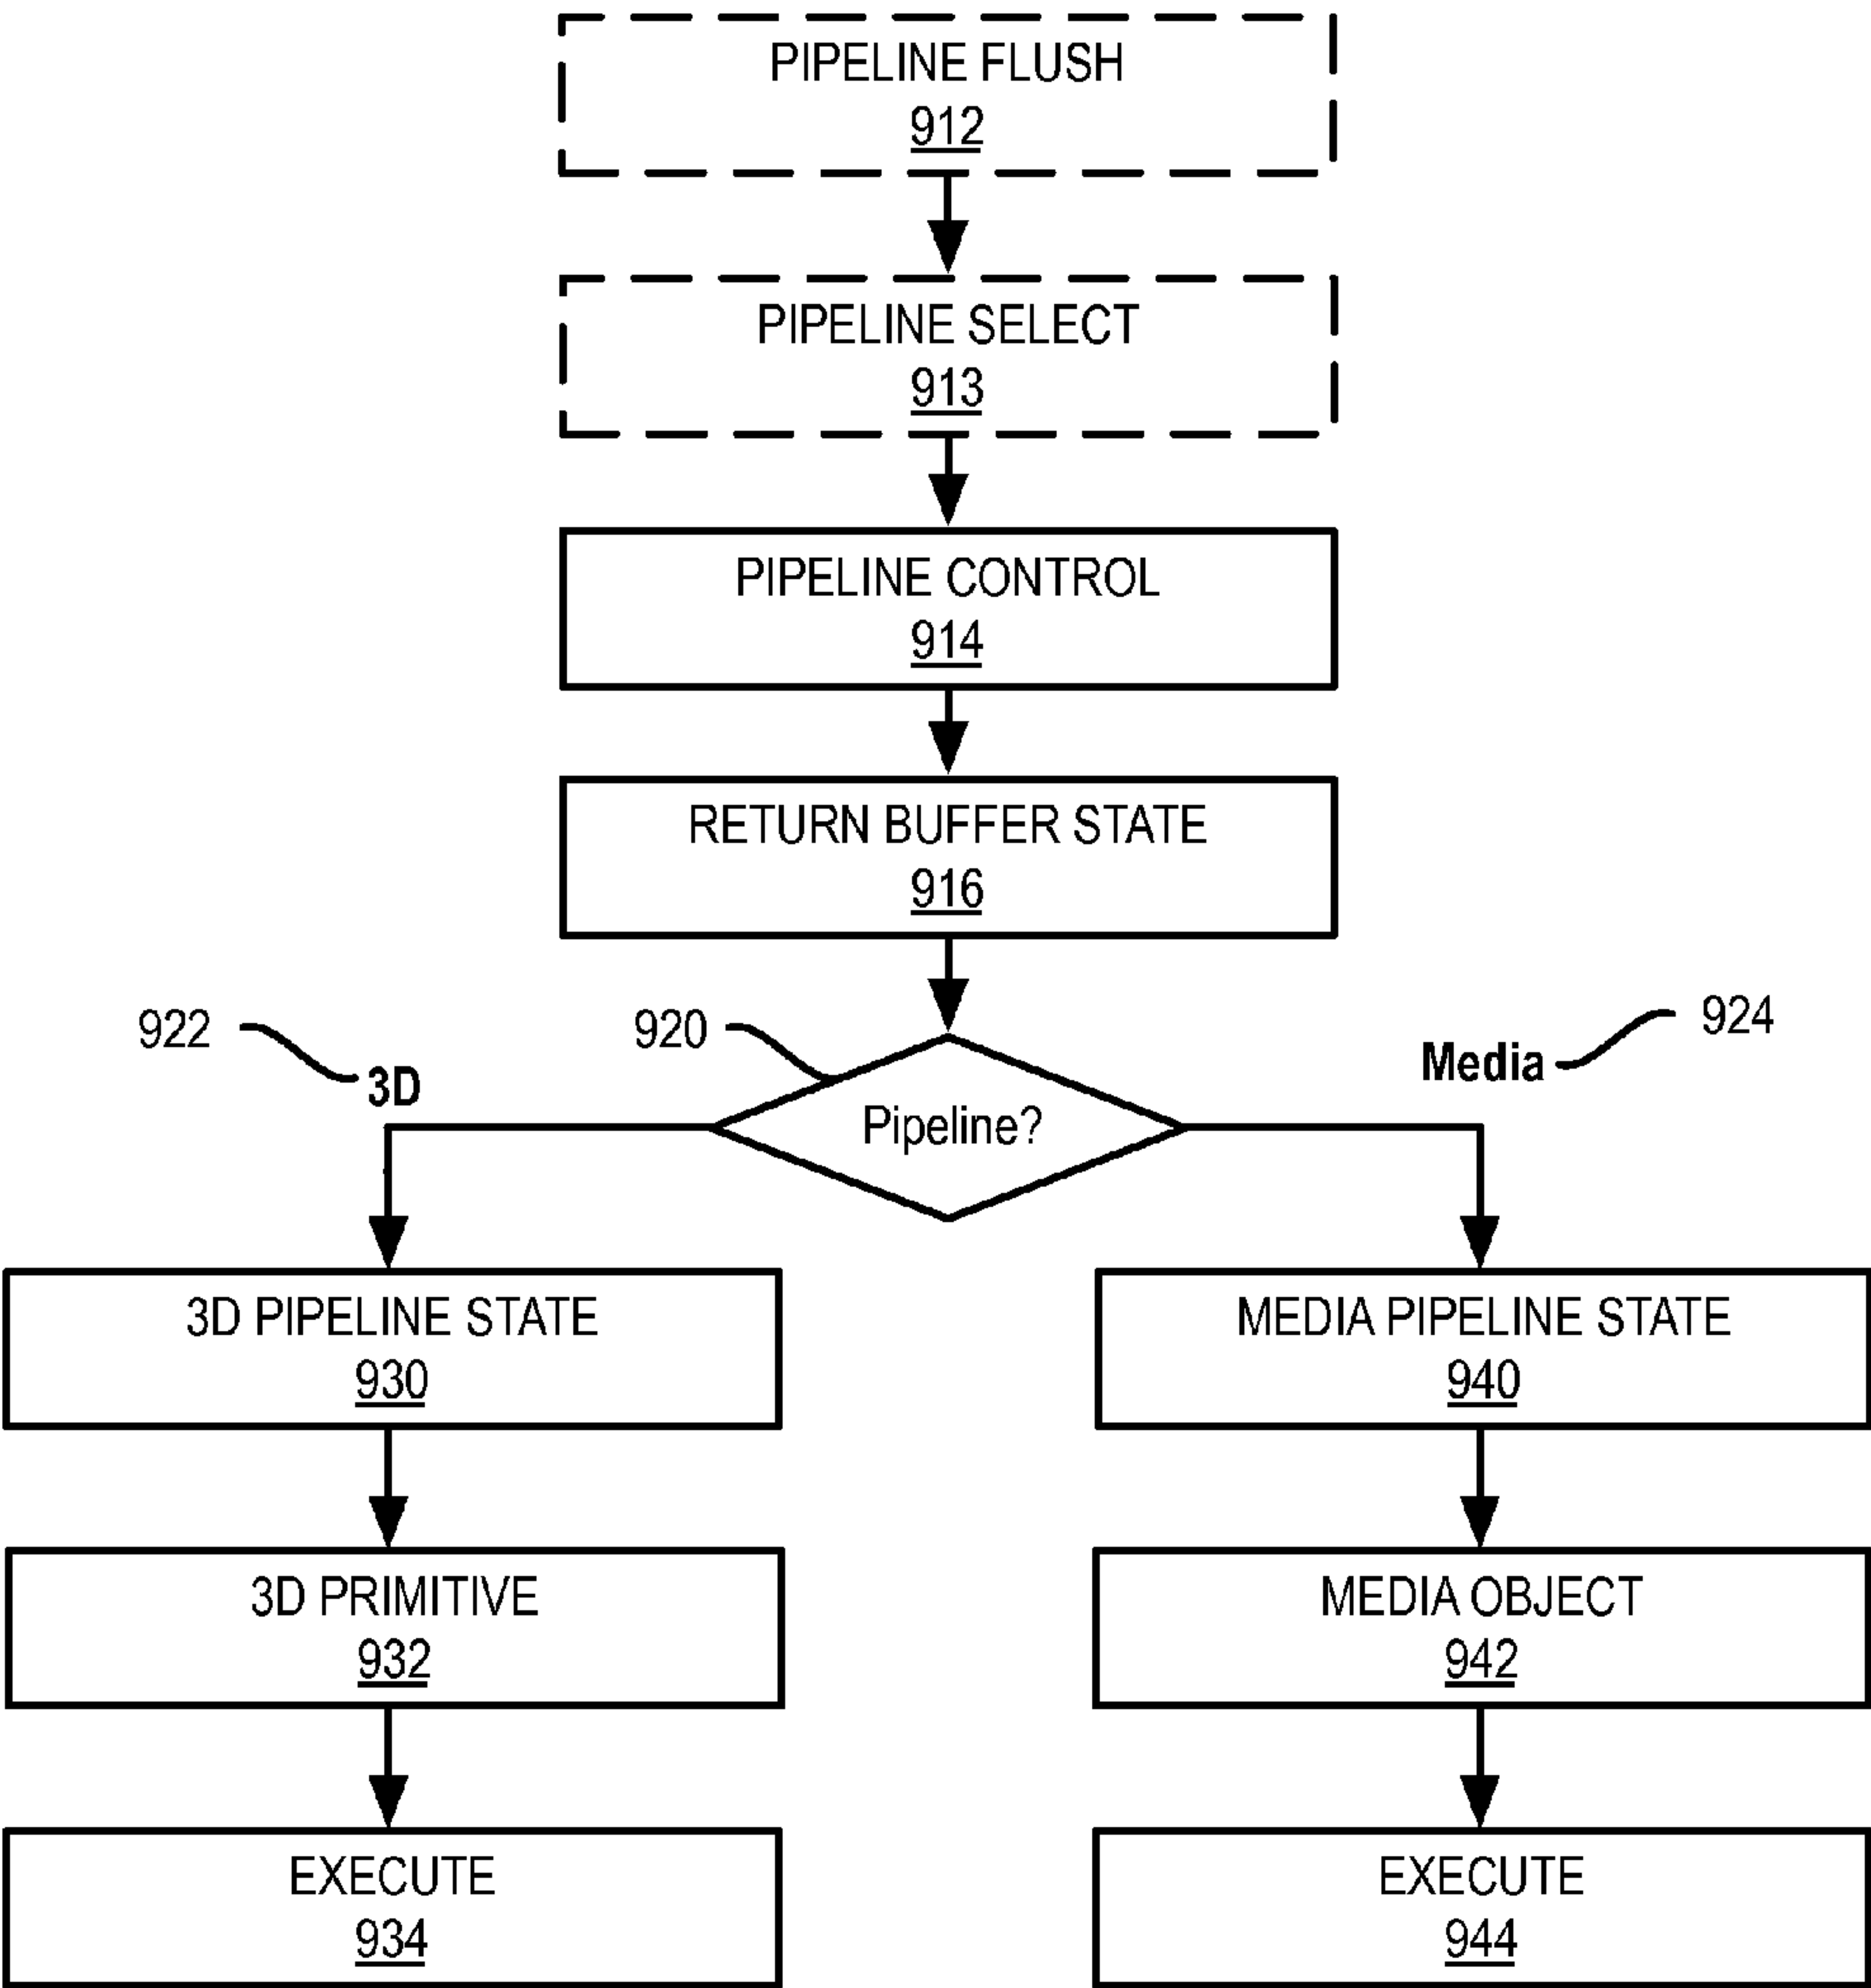 PIPELINE FLUSH
912
PIPELINE SELECT
913
PIPELINE CONTROL
914
RETURN BUFFER STATE
916
922
920
924
3D
Media
Pipeline?
3D PIPELINE STATE
930
MEDIA PIPELINE STATE
940
3D PRIMITIVE
932
MEDIA OBJECT
942
EXECUTE
934
EXECUTE
944